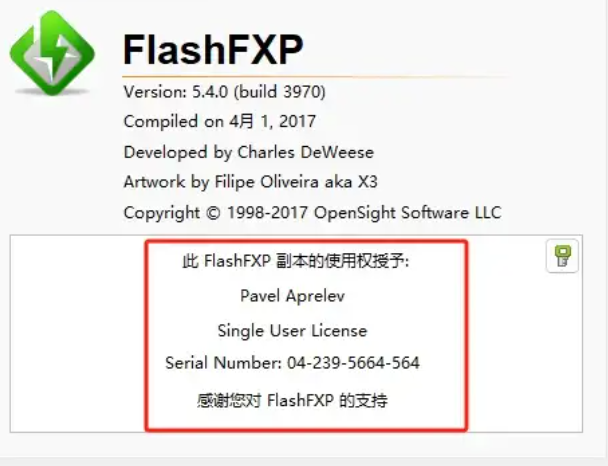 FlashFXP
Version: 5.4.0 (build 3970)
Compiled on 4月 1, 2017
Developed by Charles DeWeese
Artwork by Filipe Oliveira aka X3
Copyright © 1998-2017 OpenSight Software LLC
此 FlashFXP 副本的使用权授予:
Pavel Aprelev
Single User License
Serial Number: 04-239-5664-564
感谢您对 FlashFXP 的支持